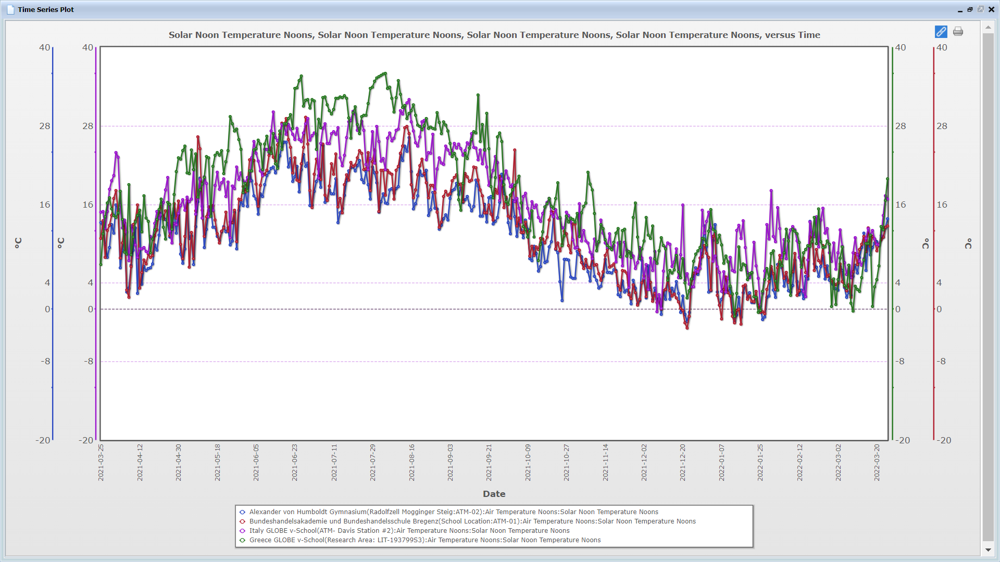 Time Series Plot
Solar Noon Temperature Noons, Solar Noon Temperature Noons, Solar Noon Temperature Noons, Solar Noon Temperature Noons, versus Time
40 40 40 40
28 28 28 28
16 16 16 16
°C °C °C °C
4 4 4 4
0 0 0 0
-8 -8 -8 -8
-20 -20 -20 -20
2021-03-25 2021-04-12 2021-04-30 2021-05-18 2021-06-05 2021-06-23 2021-07-11 2021-07-29 2021-08-16 2021-09-03 2021-09-21 2021-10-09 2021-10-27 2021-11-14 2021-12-02 2021-12-20 2022-01-07 2022-01-25 2022-02-12 2022-03-02 2022-03-20
Date
Alexander von Humboldt Gymnasium(Radolfzell Mogginger Steig:ATM-02):Air Temperature Noons:Solar Noon Temperature Noons
Bundeshandelsakademie und Bundeshandelsschule Bregenz(School Location:ATM-01):Air Temperature Noons:Solar Noon Temperature Noons
Italy GLOBE v-School(ATM- Davis Station #2):Air Temperature Noons:Solar Noon Temperature Noons
Greece GLOBE v-School(Research Area: LIT-193799S3):Air Temperature Noons:Solar Noon Temperature Noons